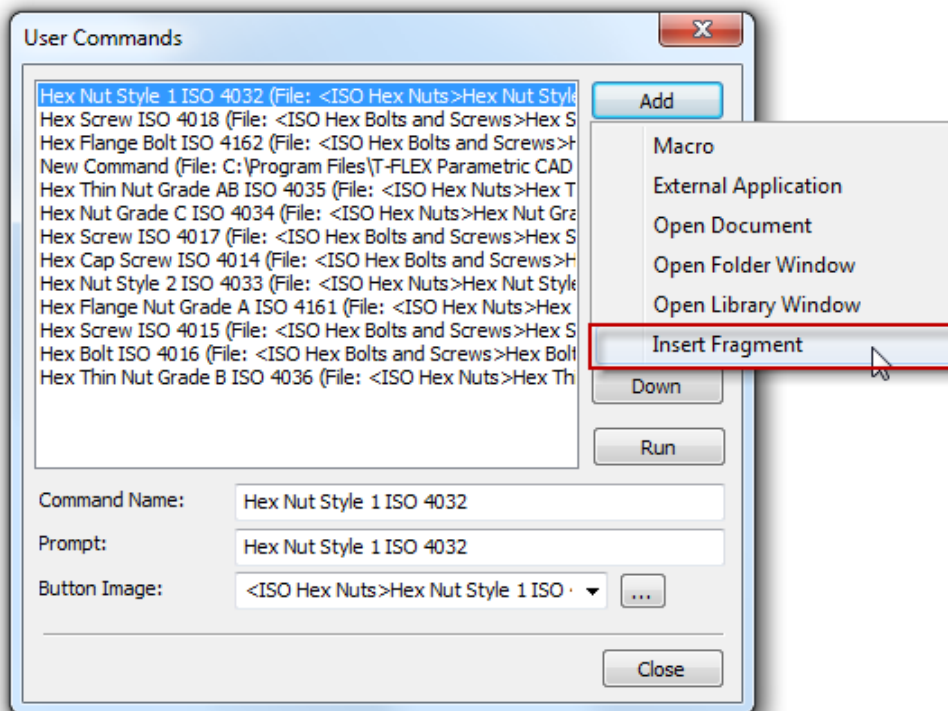 User Commands
Hex Nut Style 1 ISO 4032 (File: <ISO Hex Nuts>Hex Nut Style
Hex Screw ISO 4018 (File: <ISO Hex Bolts and Screws>Hex S
Hex Flange Bolt ISO 4162 (File: <ISO Hex Bolts and Screws>H
New Command (File: C:\Program Files\T-FLEX Parametric CAD
Hex Thin Nut Grade AB ISO 4035 (File: <ISO Hex Nuts>Hex T
Hex Nut Grade C ISO 4034 (File: <ISO Hex Nuts>Hex Nut Gra
Hex Screw ISO 4017 (File: <ISO Hex Bolts and Screws>Hex S
Hex Cap Screw ISO 4014 (File: <ISO Hex Bolts and Screws>H
Hex Nut Style 2 ISO 4033 (File: <ISO Hex Nuts>Hex Nut Style
Hex Flange Nut Grade A ISO 4161 (File: <ISO Hex Nuts>Hex
Hex Screw ISO 4015 (File: <ISO Hex Bolts and Screws>Hex S
Hex Bolt ISO 4016 (File: <ISO Hex Bolts and Screws>Hex Bolt
Hex Thin Nut Grade B ISO 4036 (File: <ISO Hex Nuts>Hex Thi
Add
Macro
External Application
Open Document
Open Folder Window
Open Library Window
Insert Fragment
Down
Run
Command Name: Hex Nut Style 1 ISO 4032
Prompt: Hex Nut Style 1 ISO 4032
Button Image: <ISO Hex Nuts>Hex Nut Style 1 ISO ...
Close